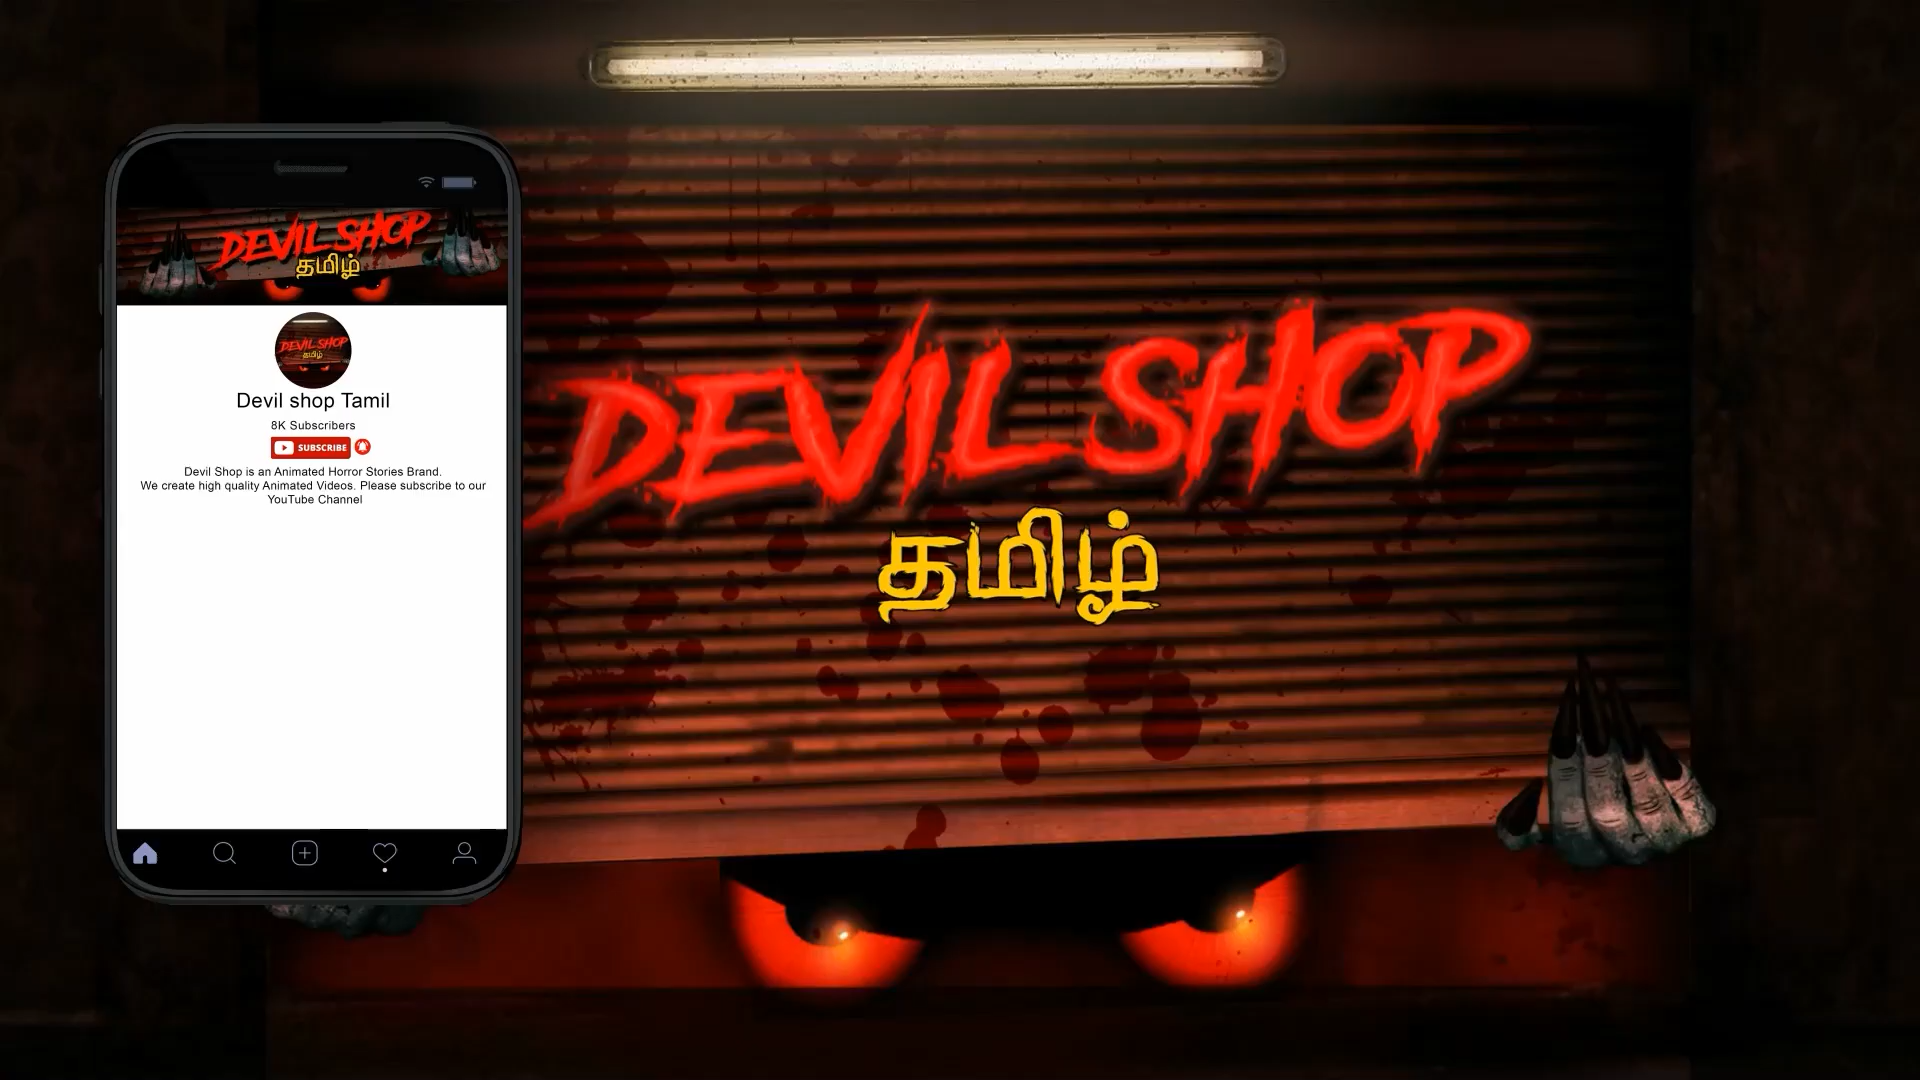 DEVIL SHOP
தமிழ்
DEVIL SHOP
தமிழ்
Devil shop Tamil
8K Subscribers
SUBSCRIBE
Devil Shop is an Animated Horror Stories Brand.
We create high quality Animated Videos. Please subscribe to our
YouTube Channel
DEVIL SHOP
தமிழ்